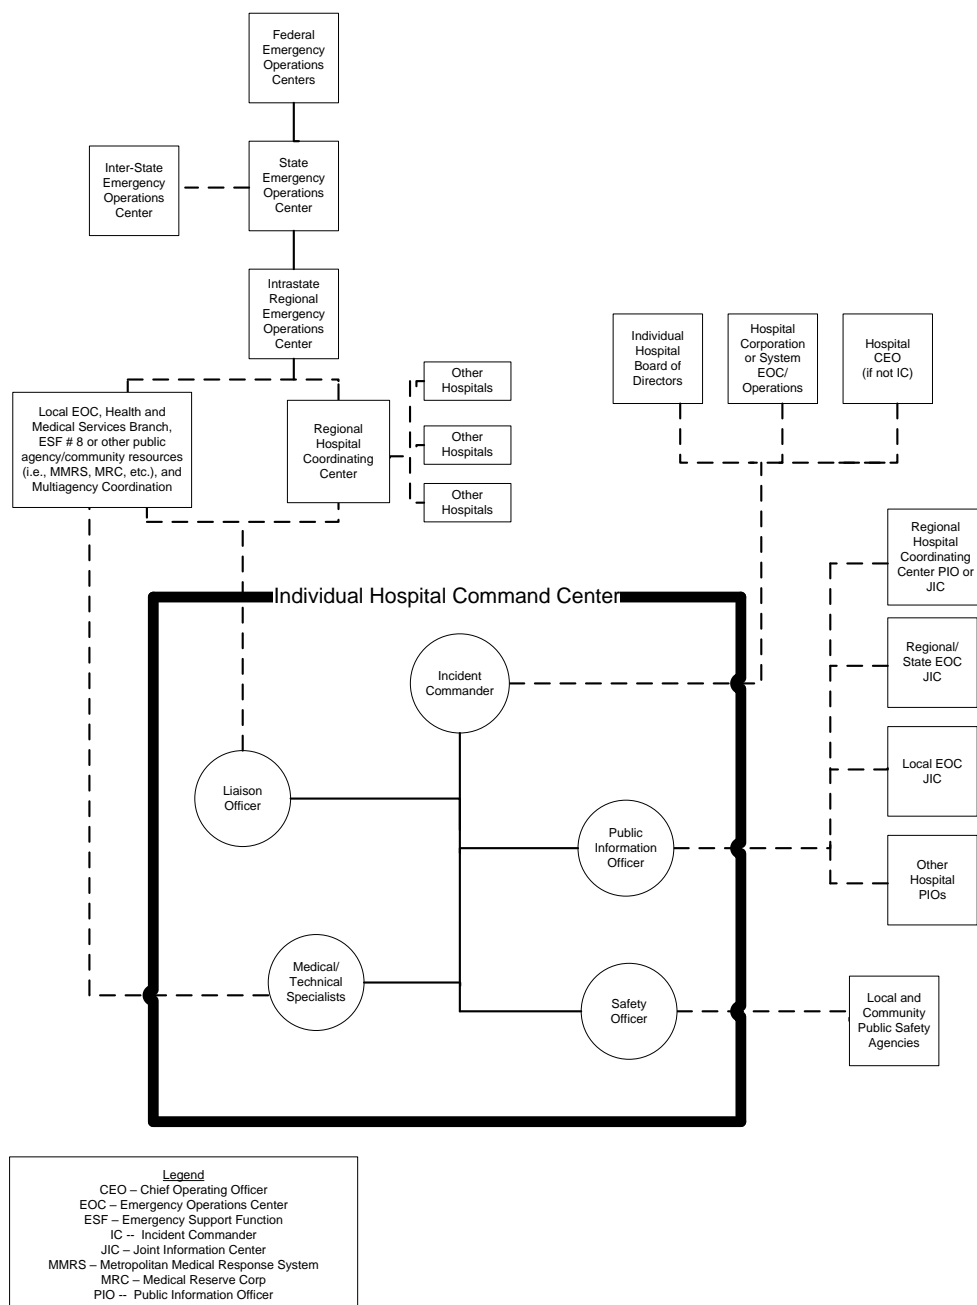 Federal
Emergency
Operations
Centers
Inter-State
Emergency
Operations
Center
State
Emergency
Operations
Center
Intrastate
Regional
Emergency
Operations
Center
Individual
Hospital
Board of
Directors
Hospital
Corporation
or System
EOC/
Operations
Hospital
CEO
(if not IC)
Local EOC, Health and
Medical Services Branch,
ESF # 8 or other public
agency/community resources
(i.e., MMRS, MRC, etc.), and
Multiagency Coordination
Regional
Hospital
Coordinating
Center
Other
Hospitals
Other
Hospitals
Other
Hospitals
Regional
Hospital
Coordinating
Center PIO or
JIC
Regional/
State EOC
JIC
Local EOC
JIC
Other
Hospital
PIOs
Individual Hospital Command Center
Incident
Commander
Liaison
Officer
Public
Information
Officer
Medical/
Technical
Specialists
Safety
Officer
Local and
Community
Public Safety
Agencies
Legend
CEO – Chief Operating Officer
EOC – Emergency Operations Center
ESF – Emergency Support Function
IC -- Incident Commander
JIC – Joint Information Center
MMRS – Metropolitan Medical Response System
MRC – Medical Reserve Corp
PIO -- Public Information Officer